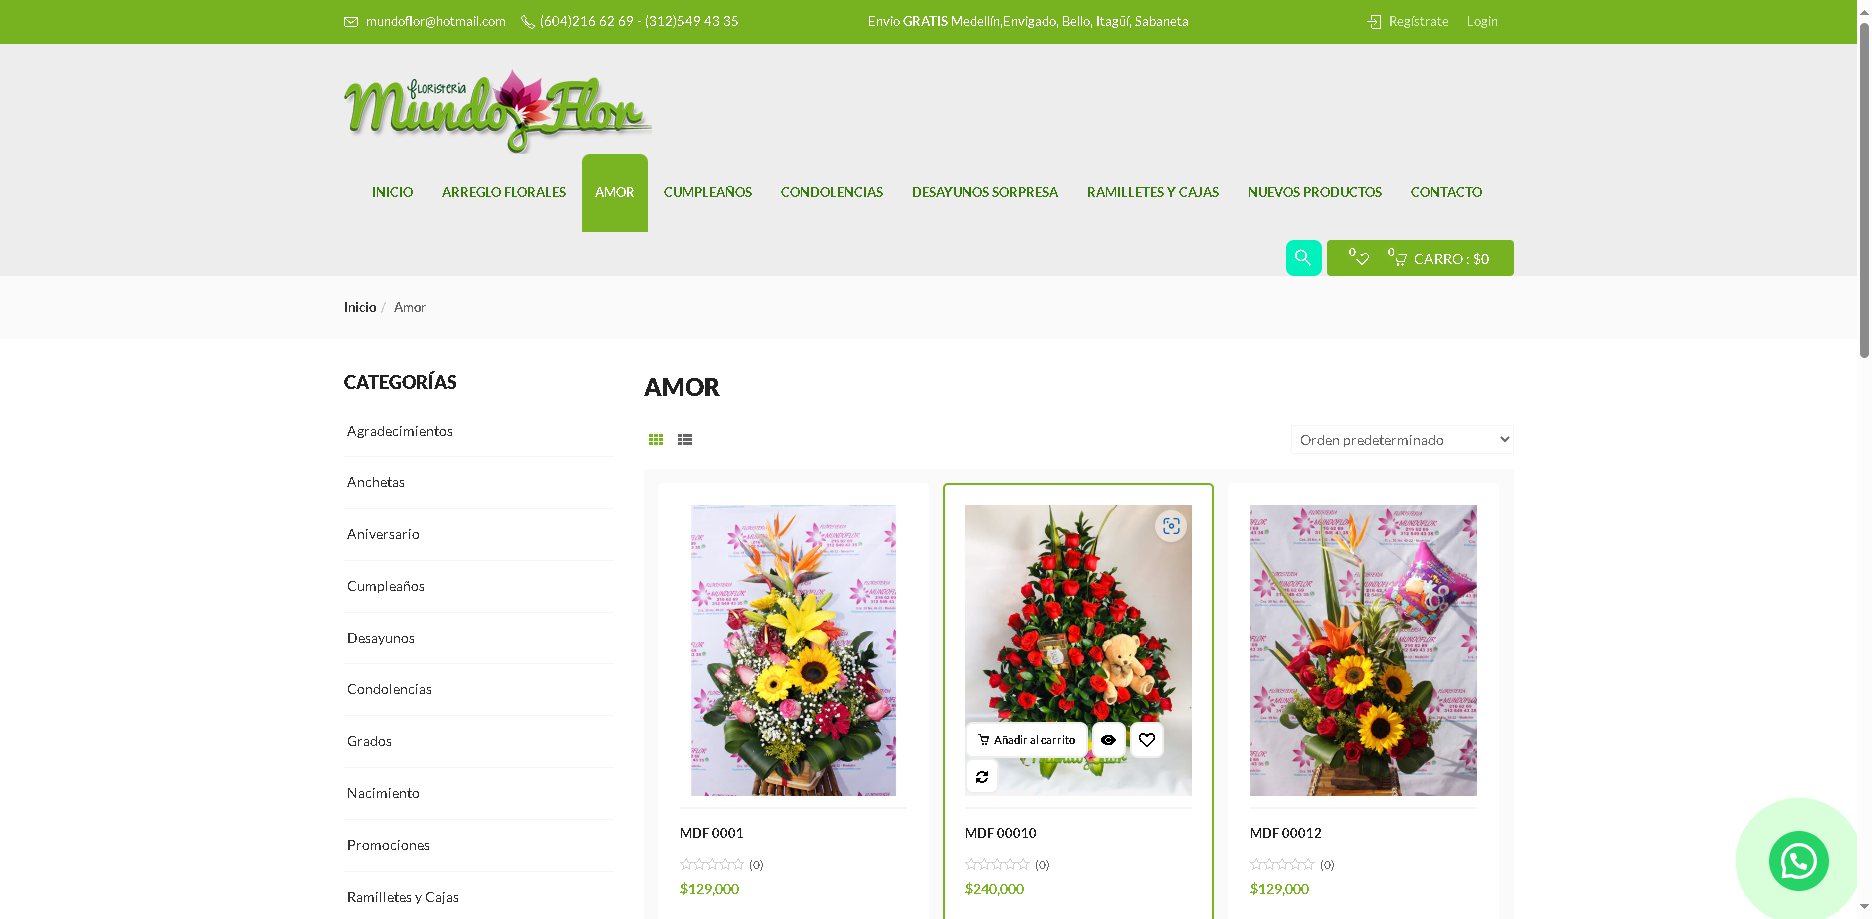 mundoflor@hotmail.com (604)216 62 69 - (312)549 43 35 Envio GRATIS Medellín,Envigado, Bello, Itagüí, Sabaneta Regístrate Login
floristeria
Mundo Flor
INICIO ARREGLO FLORALES AMOR CUMPLEAÑOS CONDOLENCIAS DESAYUNOS SORPRESA RAMILLETES Y CAJAS NUEVOS PRODUCTOS CONTACTO
0 0 CARRO : $0
Inicio / Amor
CATEGORÍAS
Agradecimientos
Anchetas
Aniversario
Cumpleaños
Desayunos
Condolencias
Grados
Nacimiento
Promociones
Ramilletes y Cajas
AMOR
Orden predeterminado
Añadir al carrito
MDF 0001
(0)
$129,000
MDF 00010
(0)
$240,000
MDF 00012
(0)
$129,000